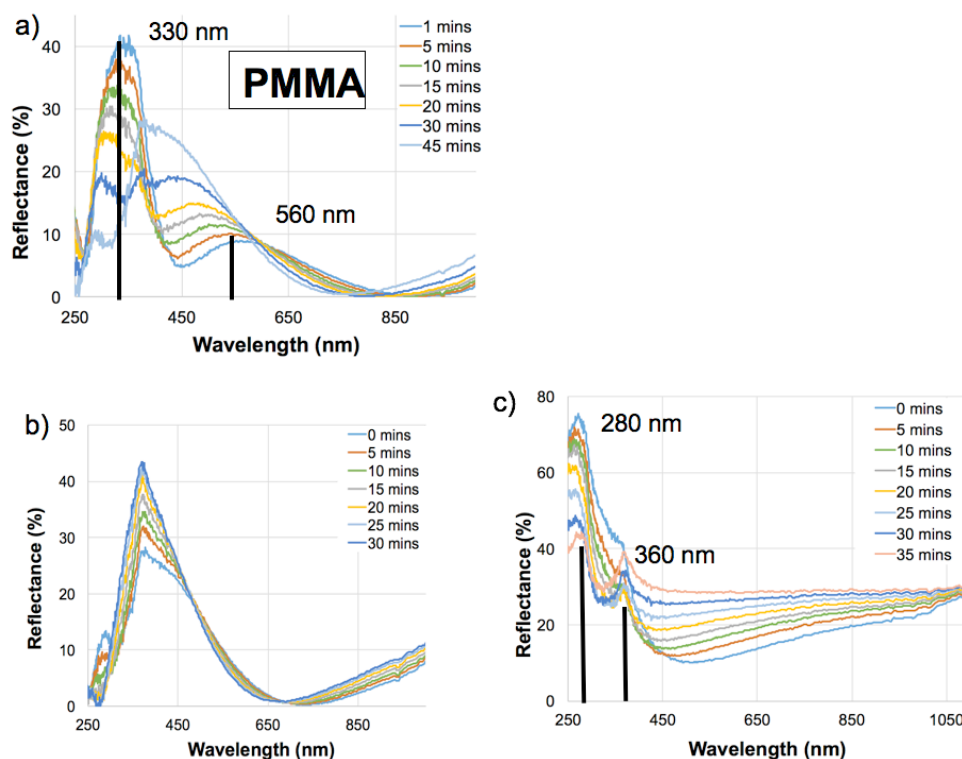 a)
330 nm
PMMA
560 nm
1 mins
5 mins
10 mins
15 mins
20 mins
30 mins
45 mins
Reflectance (%)
50
40
30
20
10
0
250
450
650
850
Wavelength (nm)
b)
0 mins
5 mins
10 mins
15 mins
20 mins
25 mins
30 mins
Reflectance (%)
50
40
30
20
10
0
250
450
650
850
Wavelength (nm)
c)
280 nm
360 nm
0 mins
5 mins
10 mins
15 mins
20 mins
25 mins
30 mins
35 mins
Reflectance (%)
80
60
40
20
0
250
450
650
850
1050
Wavelength (nm)